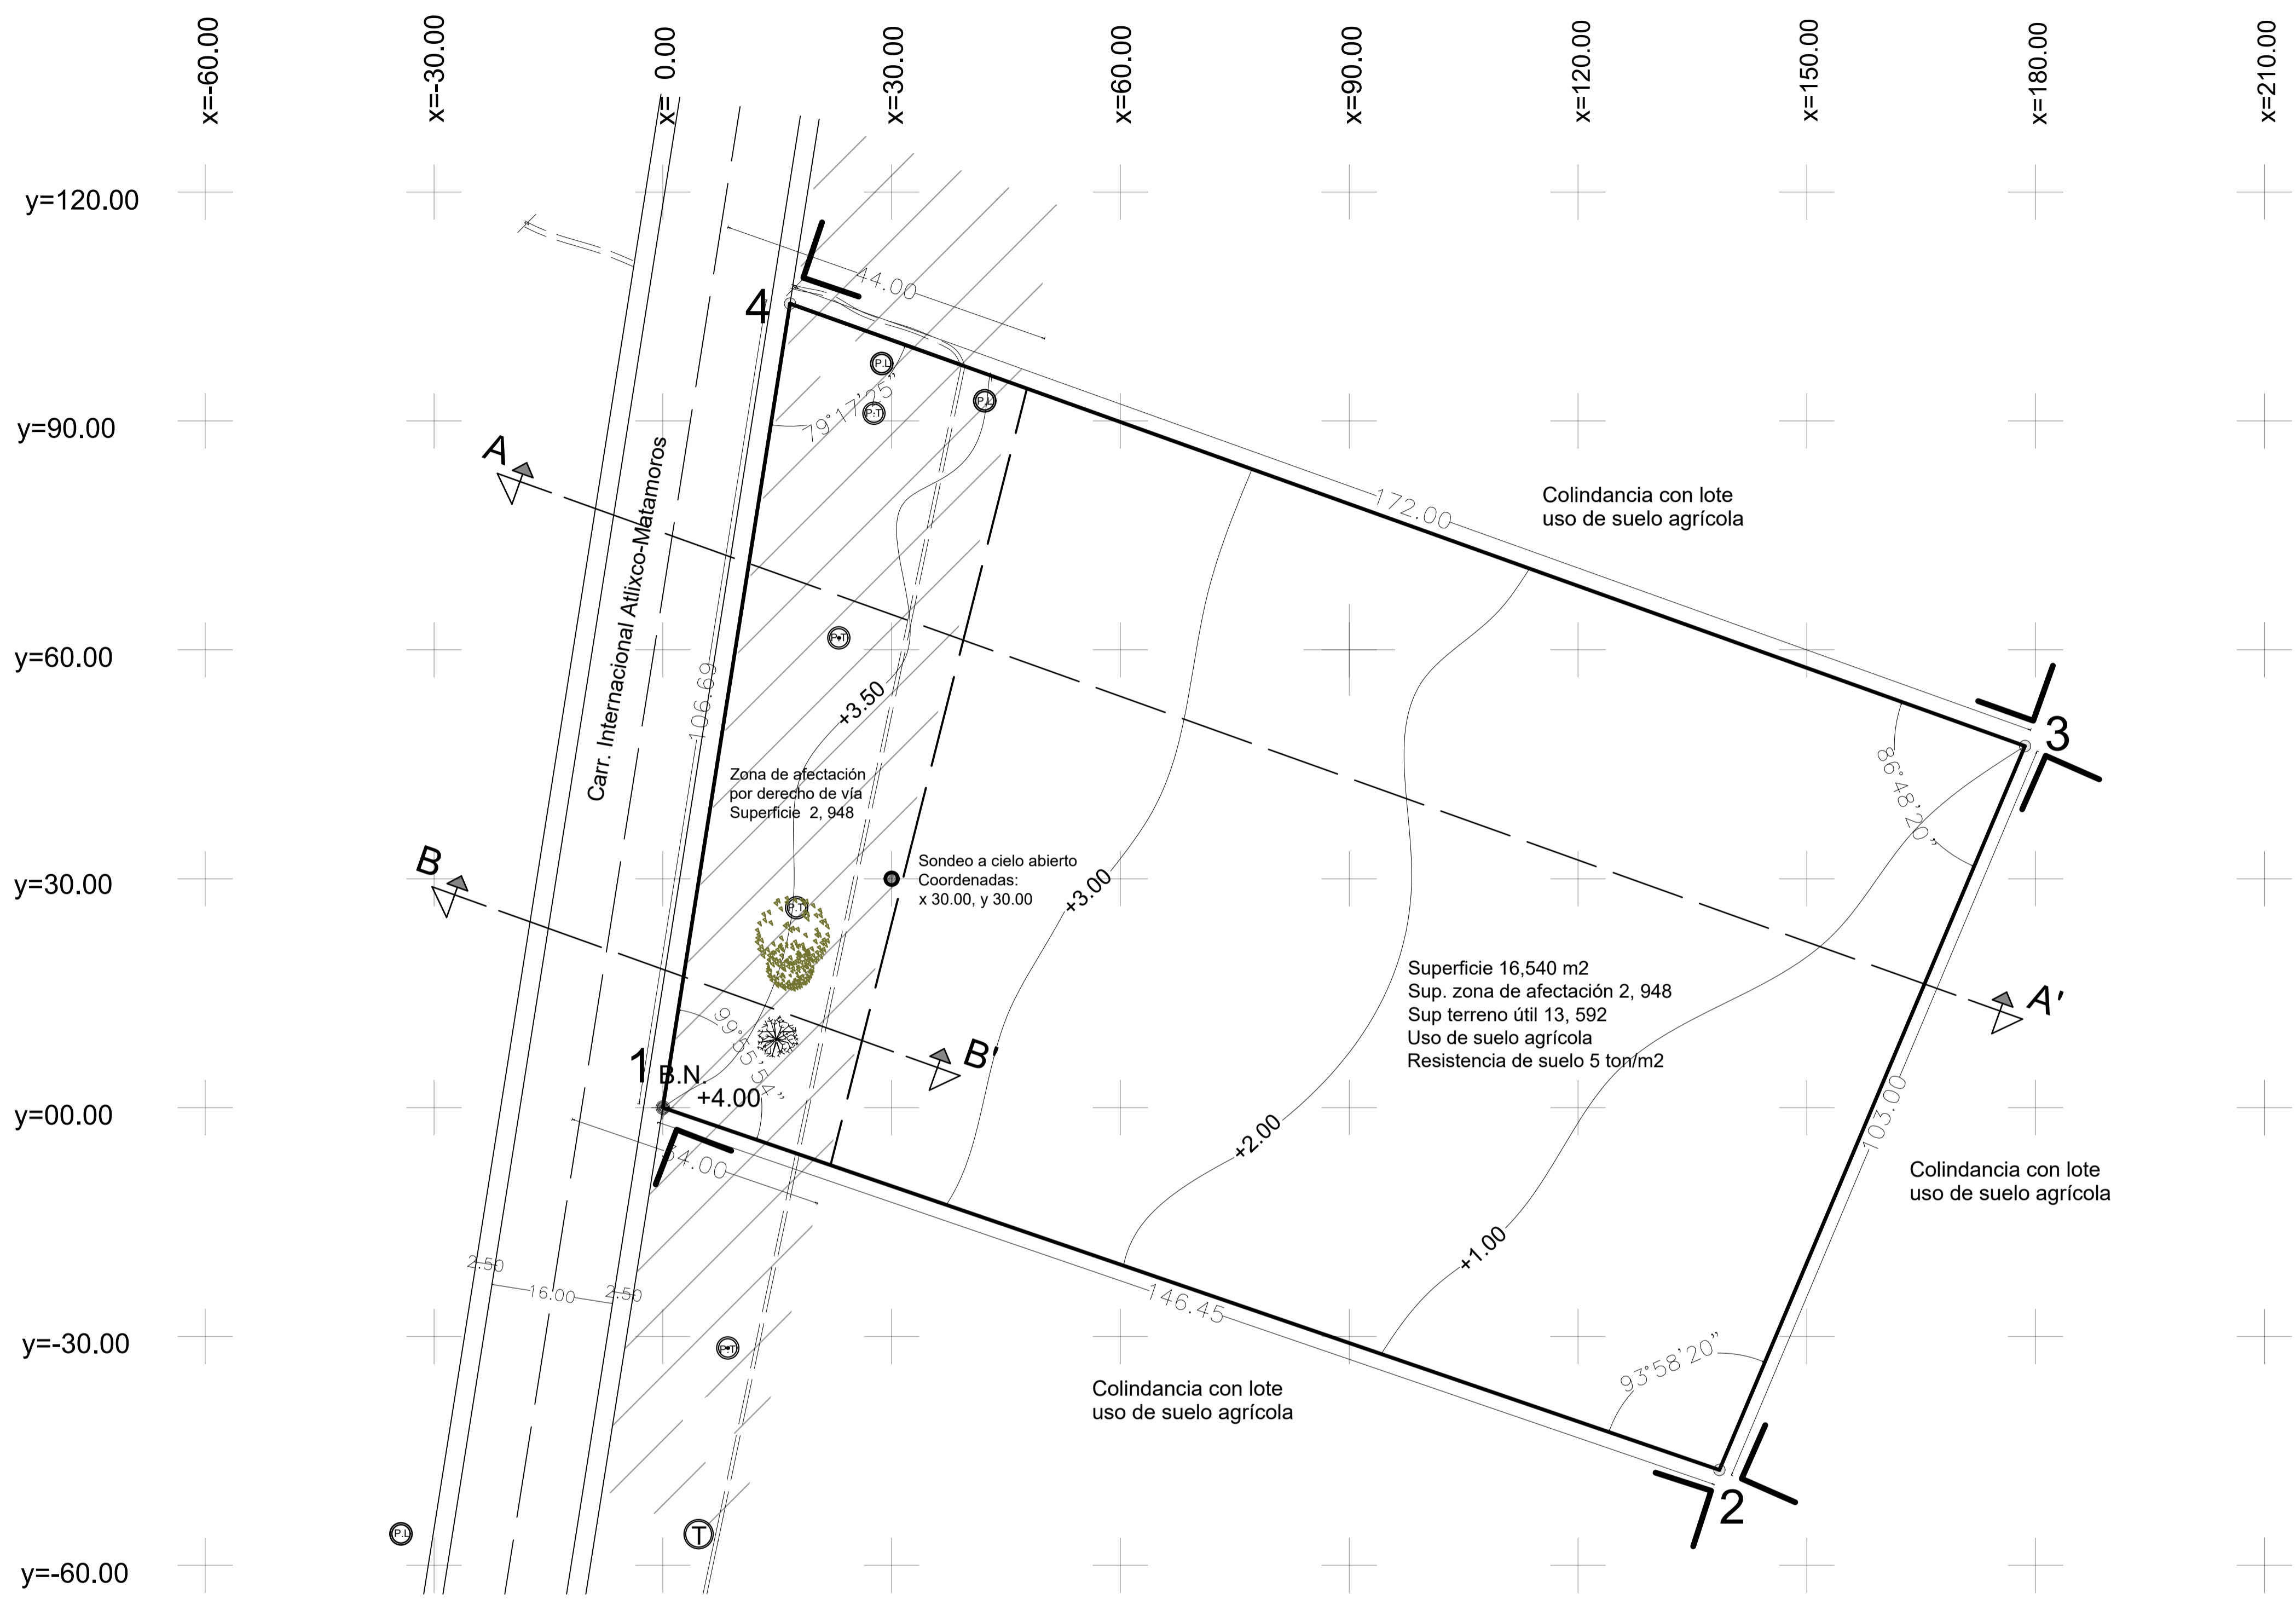 x=-60.00
x=-30.00
x= 0.00
x=30.00
x=60.00
x=90.00
x=120.00
x=150.00
x=180.00
x=210.00
y=120.00
y=90.00
y=60.00
y=30.00
y=00.00
y=-30.00
y=-60.00
44.00
4
P.L
P.T
P.L
79°17'25"
A
Carr. Internacional Atlixco-Matamoros
172.00
Colindancia con lote
uso de suelo agrícola
P.T
106.69
+3.50
3
86°48'20"
Zona de afectación
por derecho de vía
Superficie 2, 948
B
Sondeo a cielo abierto
Coordenadas:
x 30.00, y 30.00
+3.00
P.T
Superficie 16,540 m2
Sup. zona de afectación 2, 948
Sup terreno útil 13, 592
Uso de suelo agrícola
Resistencia de suelo 5 ton/m2
A'
B'
99°55'54"
1
B.N.
+4.00
34.00
+2.00
103.00
Colindancia con lote
uso de suelo agrícola
+1.00
2.50
16.00
2.50
146.45
P.T
93°58'20"
Colindancia con lote
uso de suelo agrícola
2
P.L
T